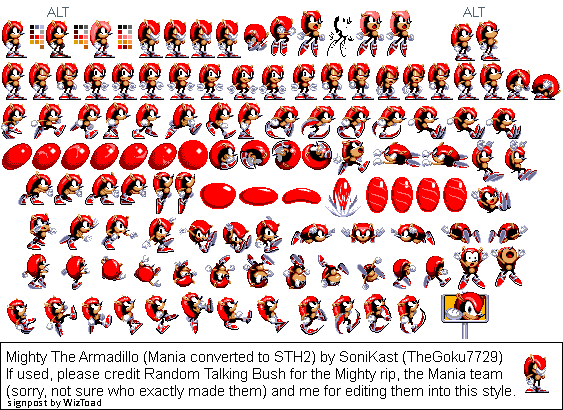 ALT ALT
Mighty The Armadillo (Mania converted to STH2) by SoniKast (TheGoku7729)
If used, please credit Random Talking Bush for the Mighty rip, the Mania team
(sorry, not sure who exactly made them) and me for editing them into this style.
signpost by WizToad